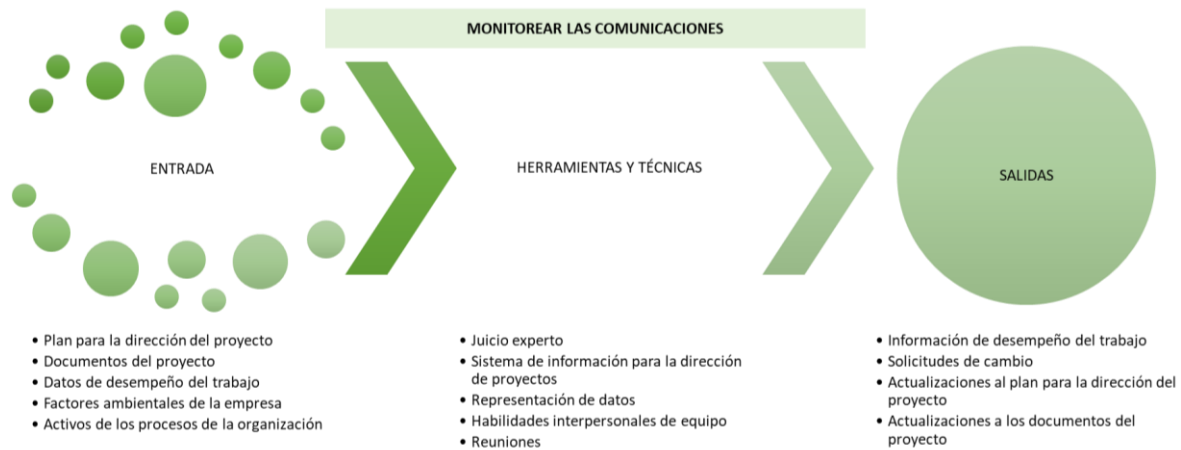 MONITOREAR LAS COMUNICACIONES
ENTRADA
HERRAMIENTAS Y TÉCNICAS
SALIDAS
• Plan para la dirección del proyecto
• Documentos del proyecto
• Datos de desempeño del trabajo
• Factores ambientales de la empresa
• Activos de los procesos de la organización
• Juicio experto
• Sistema de información para la dirección
de proyectos
• Representación de datos
• Habilidades interpersonales de equipo
• Reuniones
• Información de desempeño del trabajo
• Solicitudes de cambio
• Actualizaciones al plan para la dirección del
proyecto
• Actualizaciones a los documentos del
proyecto